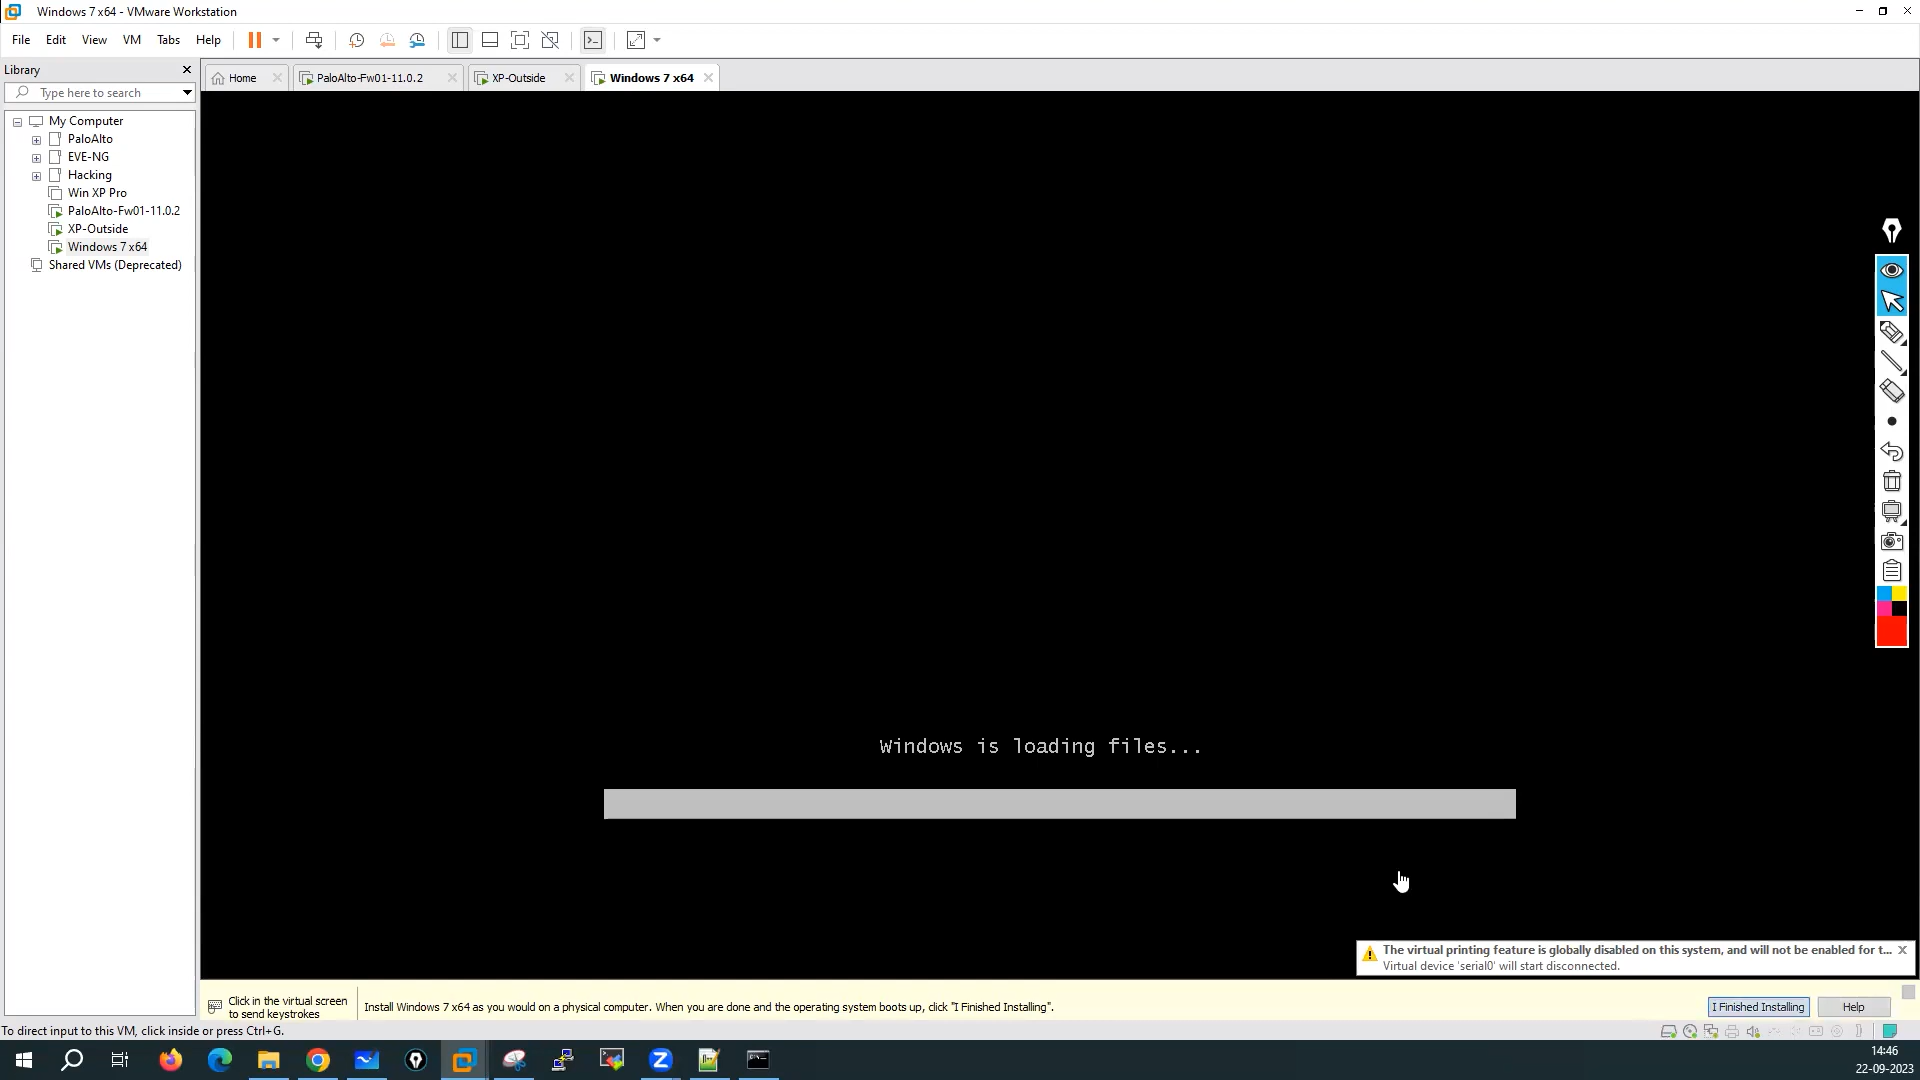 Windows 7 x64 - VMware Workstation
File Edit View VM Tabs Help
Library
Home PaloAlto-Fw01-11.0.2 XP-Outside Windows 7 x64
Type here to search
My Computer
PaloAlto
EVE-NG
Hacking
Win XP Pro
PaloAlto-Fw01-11.0.2
XP-Outside
Windows 7 x64
Shared VMs (Deprecated)
Windows is loading files...
The virtual printing feature is globally disabled on this system, and will not be enabled for t...
Virtual device 'serial0' will start disconnected.
Click in the virtual screen
to send keystrokes
Install Windows 7 x64 as you would on a physical computer. When you are done and the operating system boots up, click "I Finished Installing".
I Finished Installing Help
To direct input to this VM, click inside or press Ctrl+G.
14:46
22-09-2023